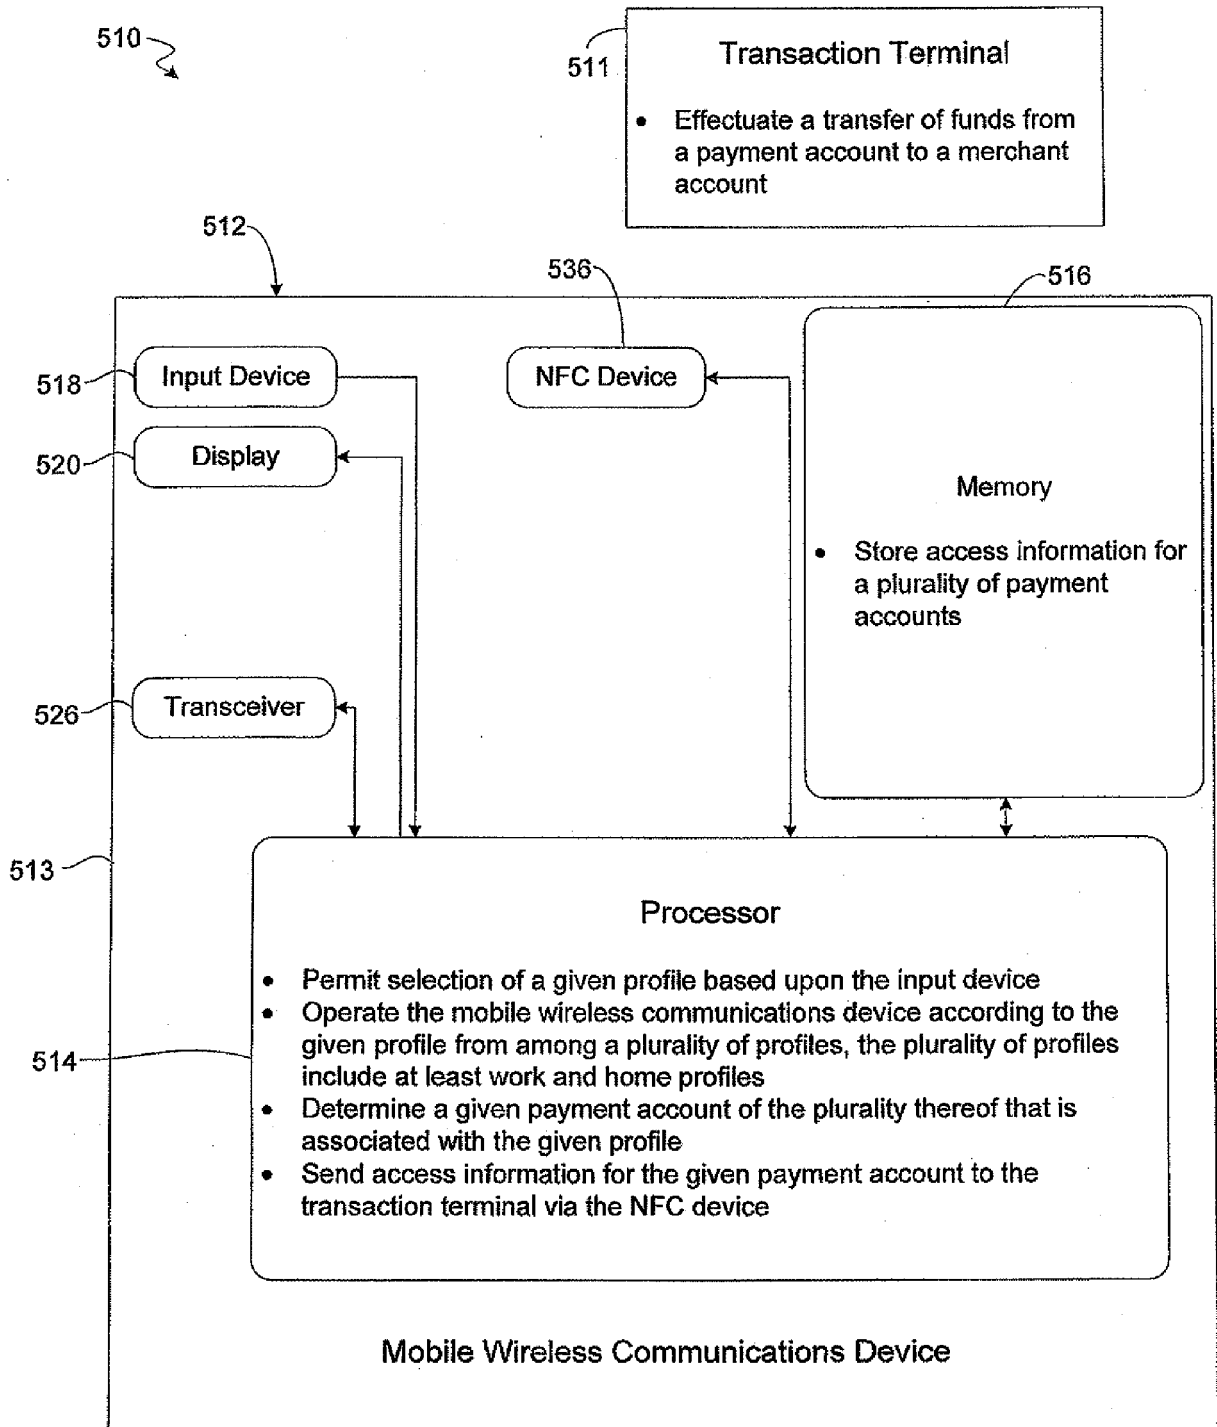 510
511
Transaction Terminal
• Effectuate a transfer of funds from
a payment account to a merchant
account
512
536
516
518
Input Device
NFC Device
520
Display
Memory
• Store access information for
a plurality of payment
accounts
526
Transceiver
513
514
Processor
• Permit selection of a given profile based upon the input device
• Operate the mobile wireless communications device according to the
given profile from among a plurality of profiles, the plurality of profiles
include at least work and home profiles
• Determine a given payment account of the plurality thereof that is
associated with the given profile
• Send access information for the given payment account to the
transaction terminal via the NFC device
Mobile Wireless Communications Device